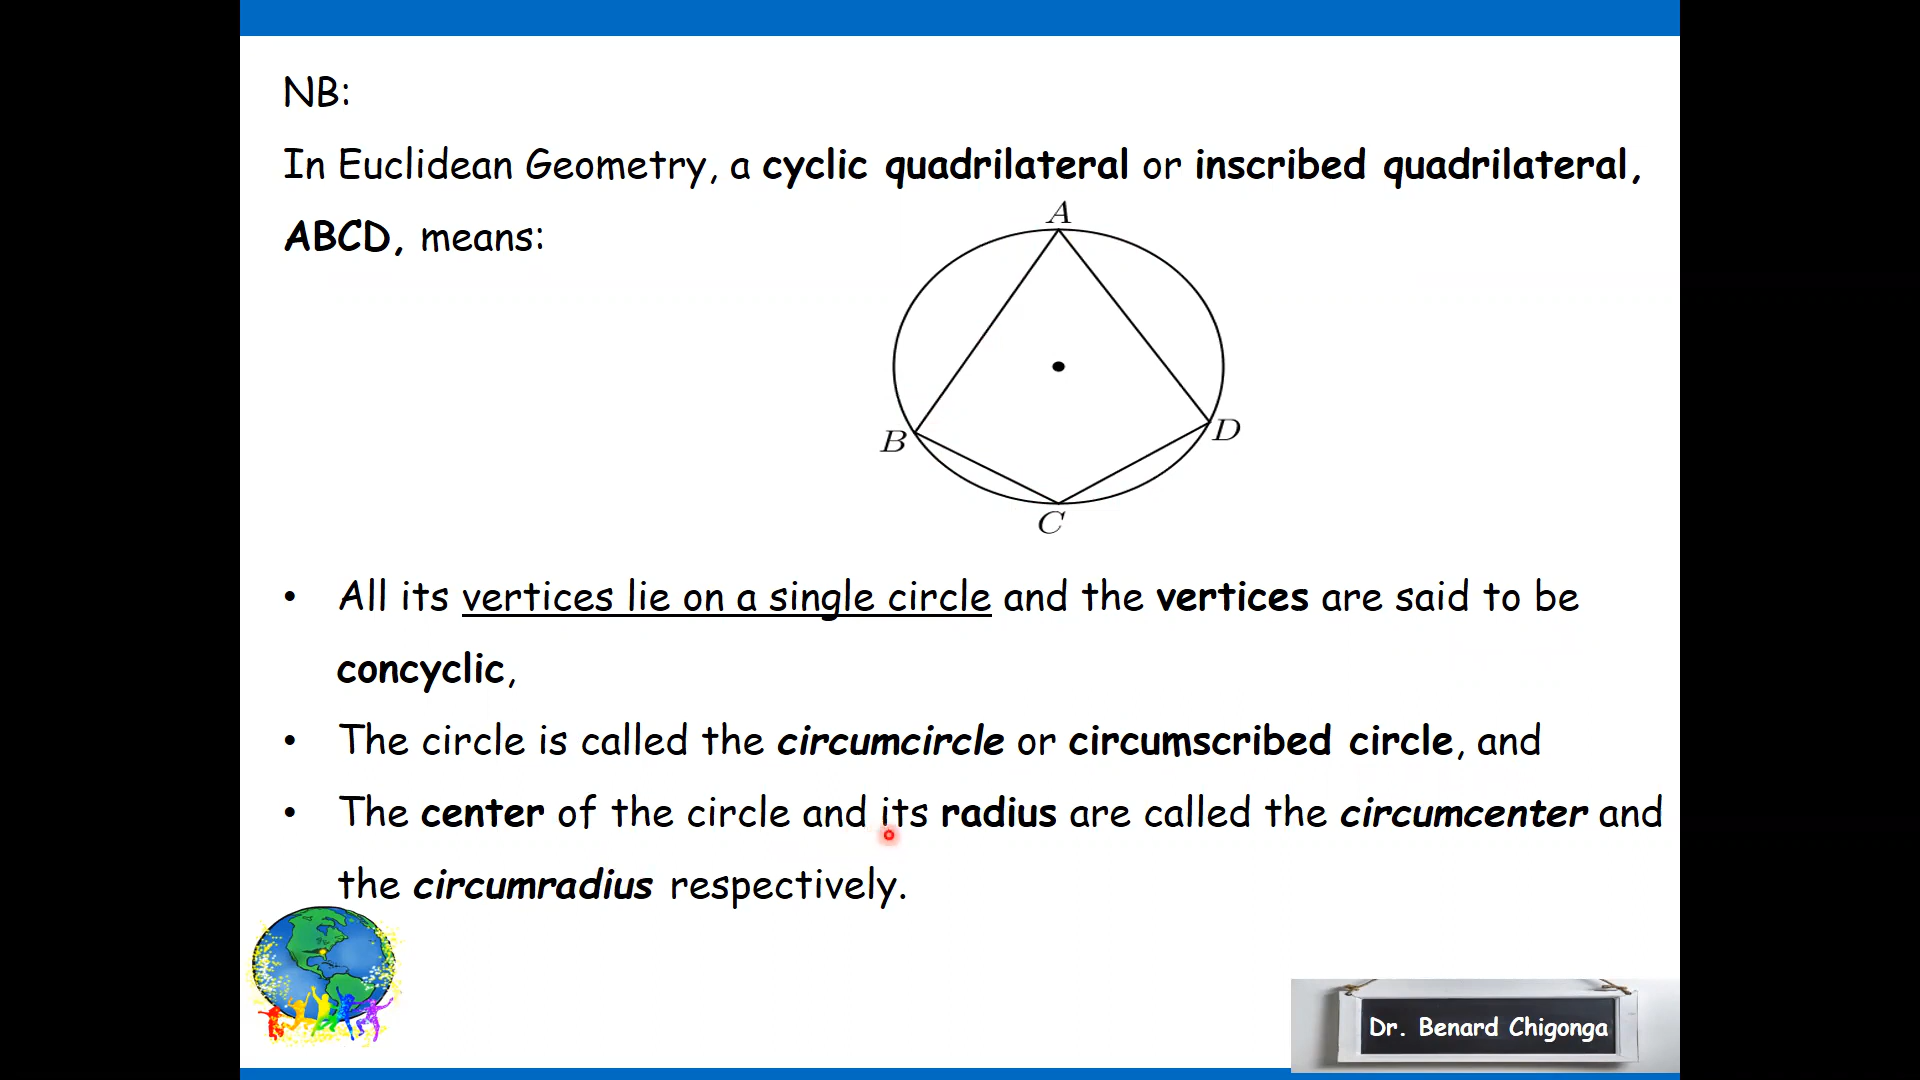 NB:
In Euclidean Geometry, a cyclic quadrilateral or inscribed quadrilateral,
ABCD, means:
A
B
D
C
• All its vertices lie on a single circle and the vertices are said to be
concyclic,
• The circle is called the circumcircle or circumscribed circle, and
• The center of the circle and its radius are called the circumcenter and
the circumradius respectively.
Dr. Benard Chigonga